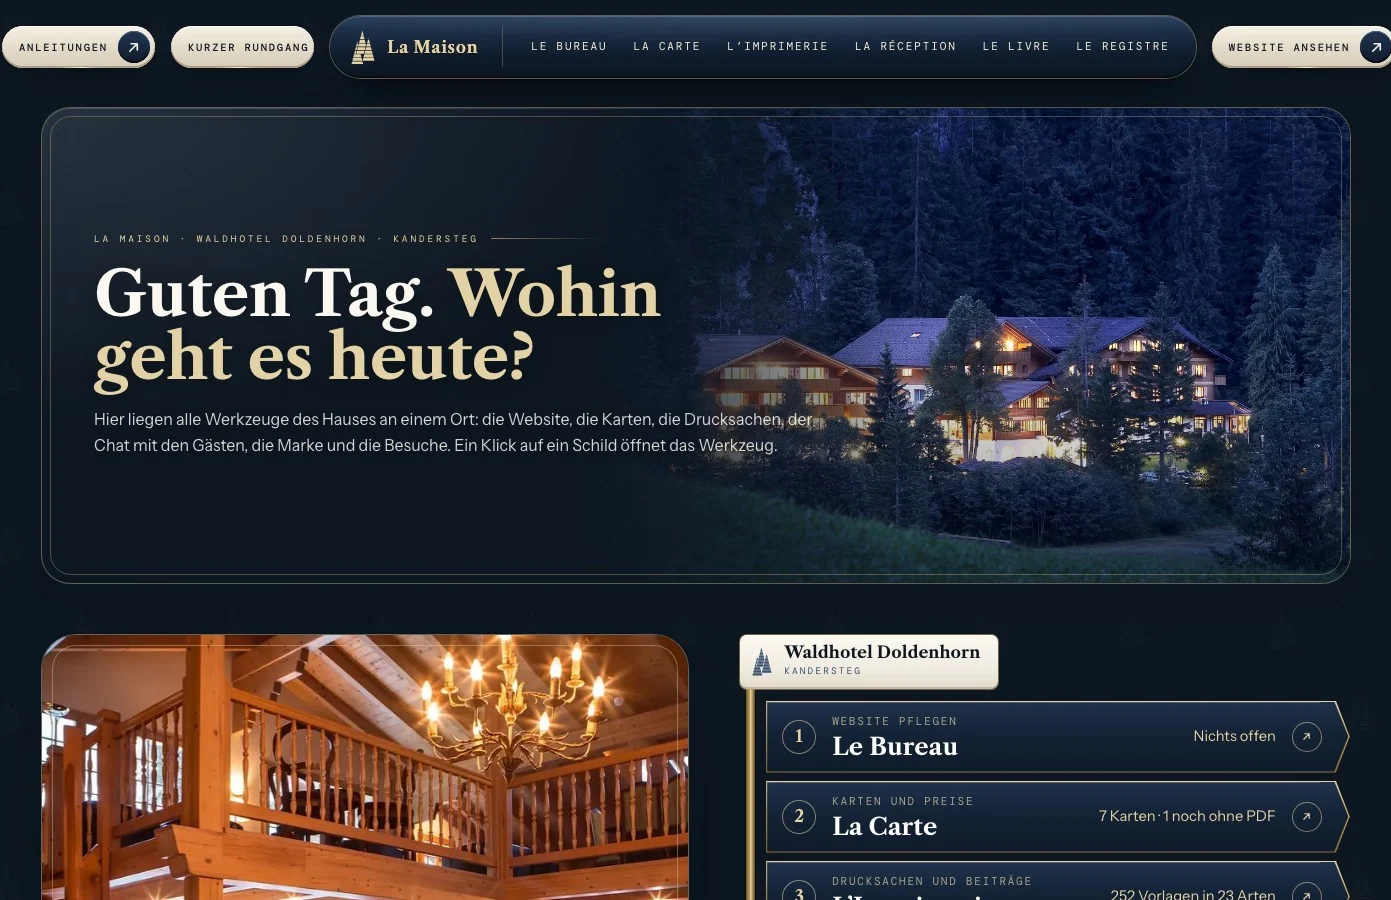 ANLEITUNGEN
KURZER RUNDGANG
La Maison
LE BUREAU
LA CARTE
L'IMPRIMERIE
LA RÉCEPTION
LE LIVRE
LE REGISTRE
WEBSITE ANSEHEN
LA MAISON · WALDHOTEL DOLDENHORN · KANDERSTEG
Guten Tag. Wohin
geht es heute?
Hier liegen alle Werkzeuge des Hauses an einem Ort: die Website, die Karten, die Drucksachen, der
Chat mit den Gästen, die Marke und die Besuche. Ein Klick auf ein Schild öffnet das Werkzeug.
Waldhotel Doldenhorn
KANDERSTEG
1
WEBSITE PFLEGEN
Le Bureau
Nichts offen
2
KARTEN UND PREISE
La Carte
7 Karten · 1 noch ohne PDF
3
DRUCKSACHEN UND BEITRÄGE
252 Vorlagen in 23 Arten